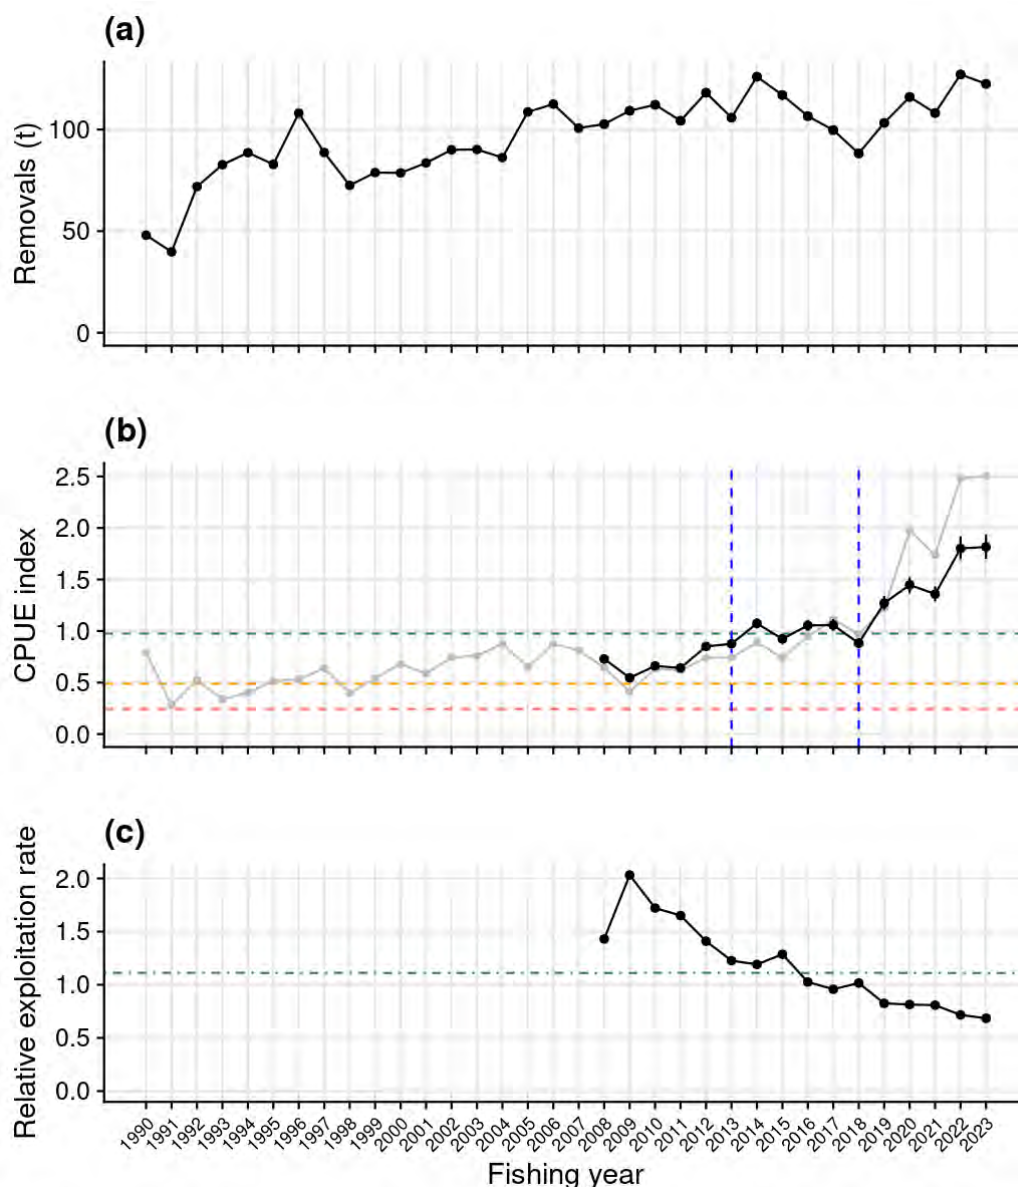 (a)
Removals (t)
100
50
0
(b)
CPUE index
2.5
2.0
1.5
1.0
0.5
0.0
(c)
Relative exploitation rate
2.0
1.5
1.0
0.5
0.0
1990 1991 1992 1993 1994 1995 1996 1997 1998 1999 2000 2001 2002 2003 2004 2005 2006 2007 2008 2009 2010 2011 2012 2013 2014 2015 2016 2017 2018 2019 2020 2021 2022 2023
Fishing year